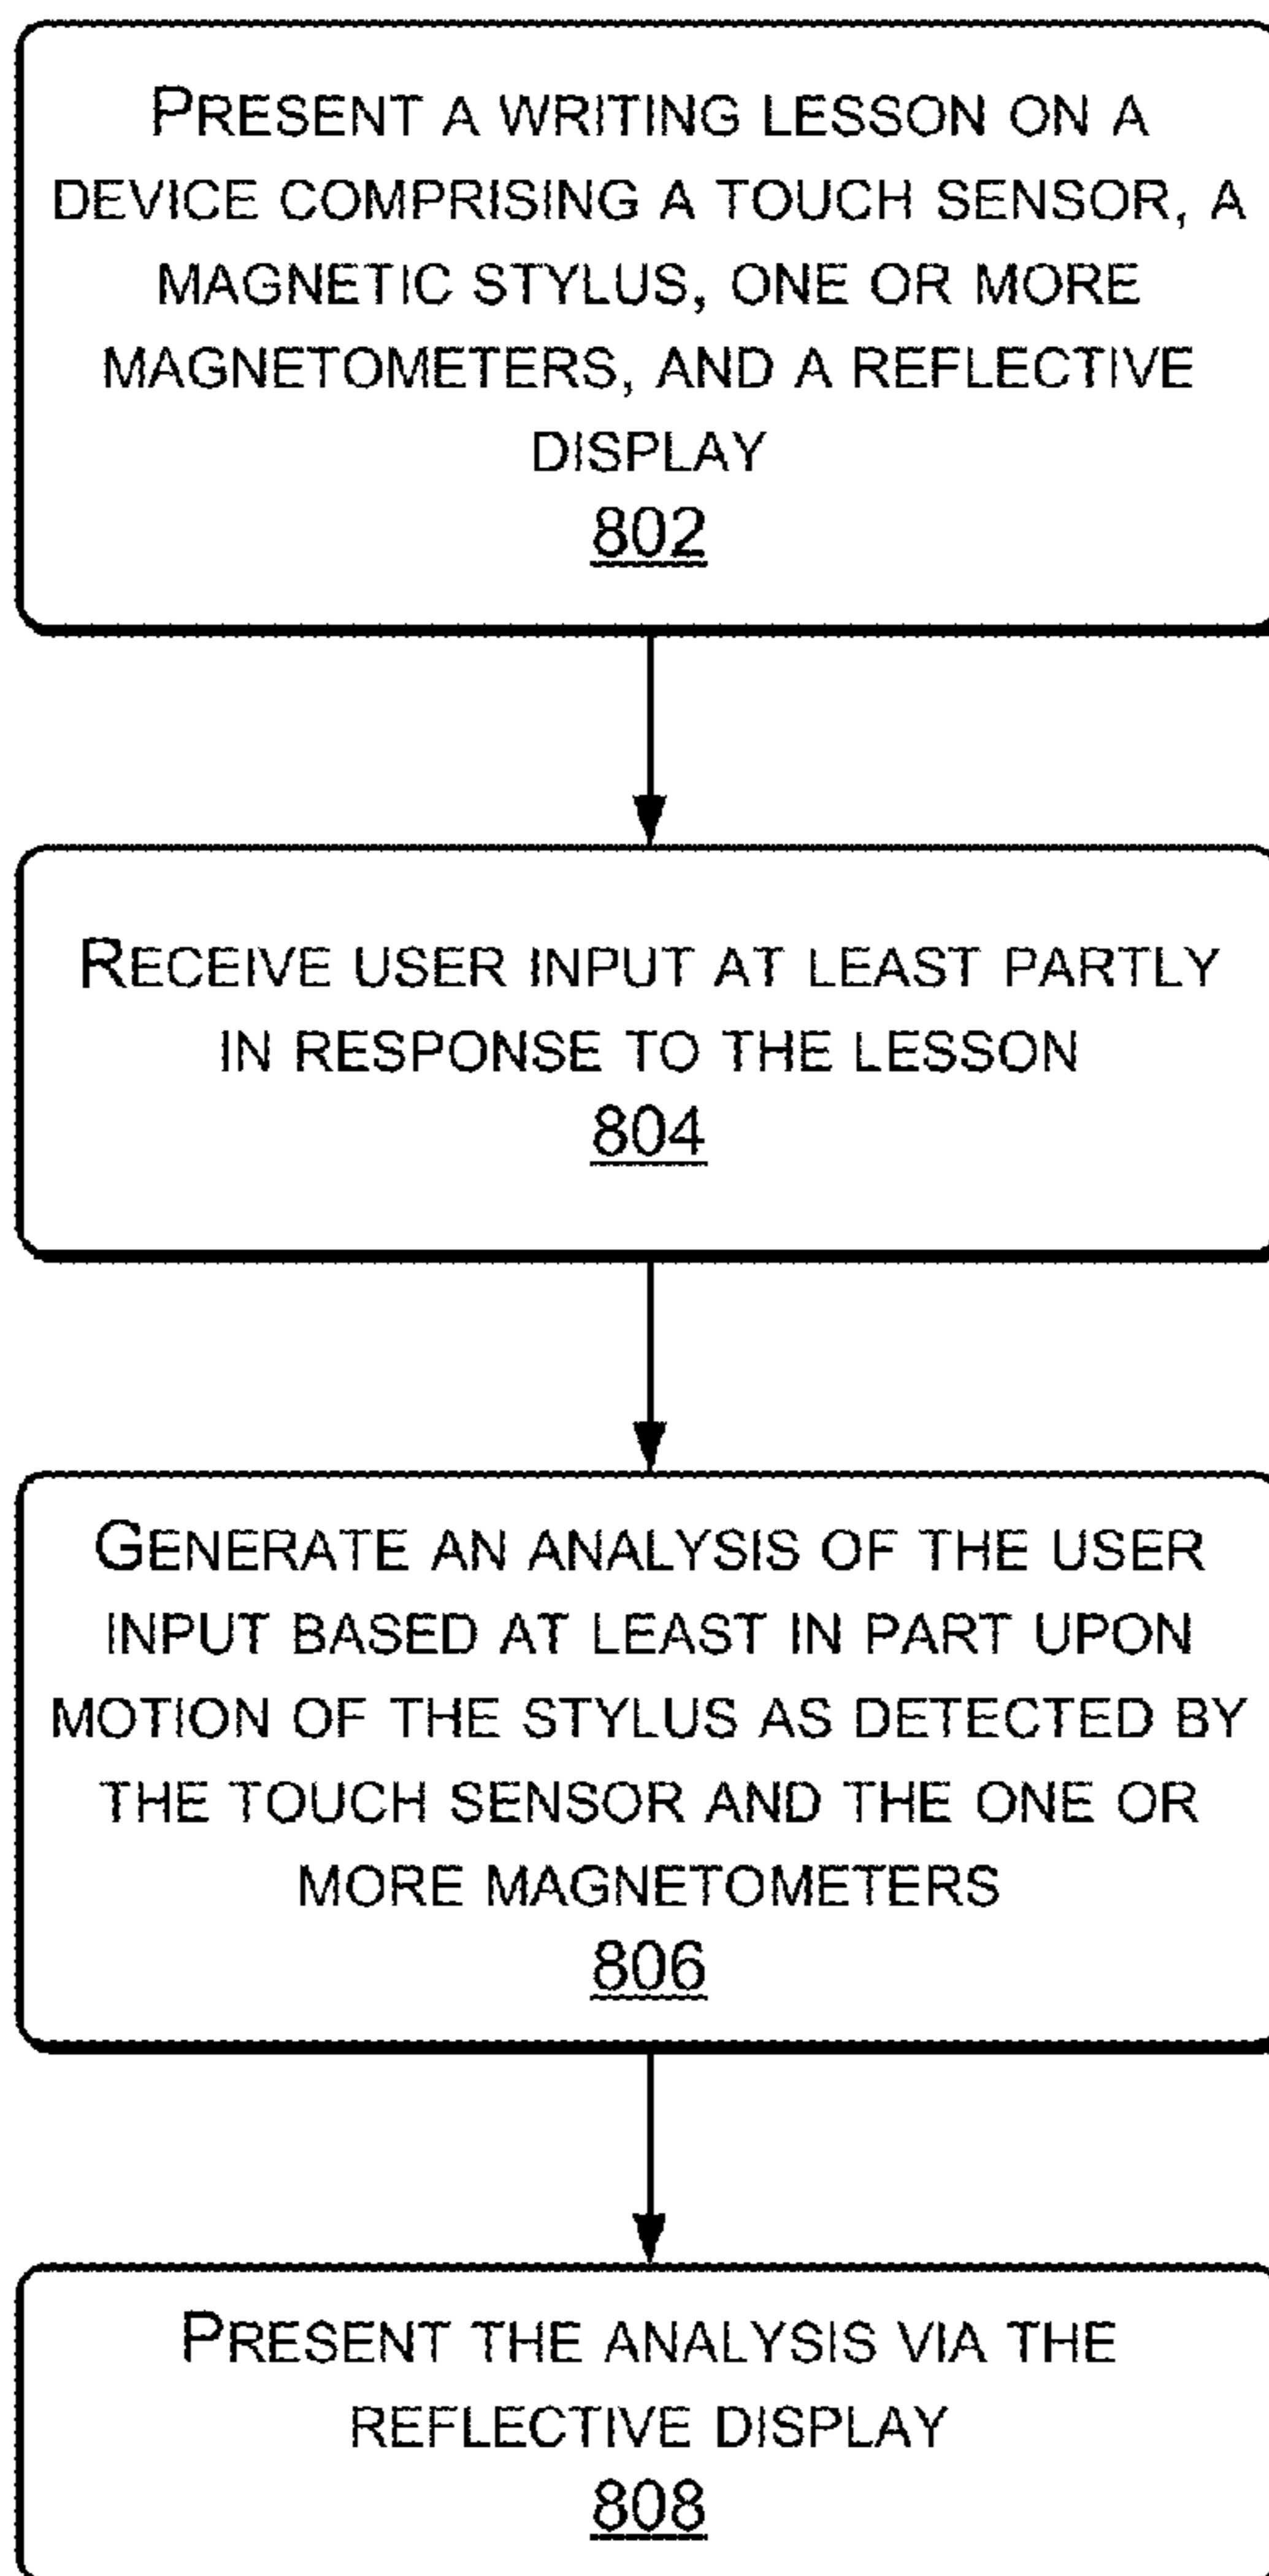 PRESENT A WRITING LESSON ON A
DEVICE COMPRISING A TOUCH SENSOR, A
MAGNETIC STYLUS, ONE OR MORE
MAGNETOMETERS, AND A REFLECTIVE
DISPLAY
802
RECEIVE USER INPUT AT LEAST PARTLY
IN RESPONSE TO THE LESSON
804
GENERATE AN ANALYSIS OF THE USER
INPUT BASED AT LEAST IN PART UPON
MOTION OF THE STYLUS AS DETECTED BY
THE TOUCH SENSOR AND THE ONE OR
MORE MAGNETOMETERS
806
PRESENT THE ANALYSIS VIA THE
REFLECTIVE DISPLAY
808